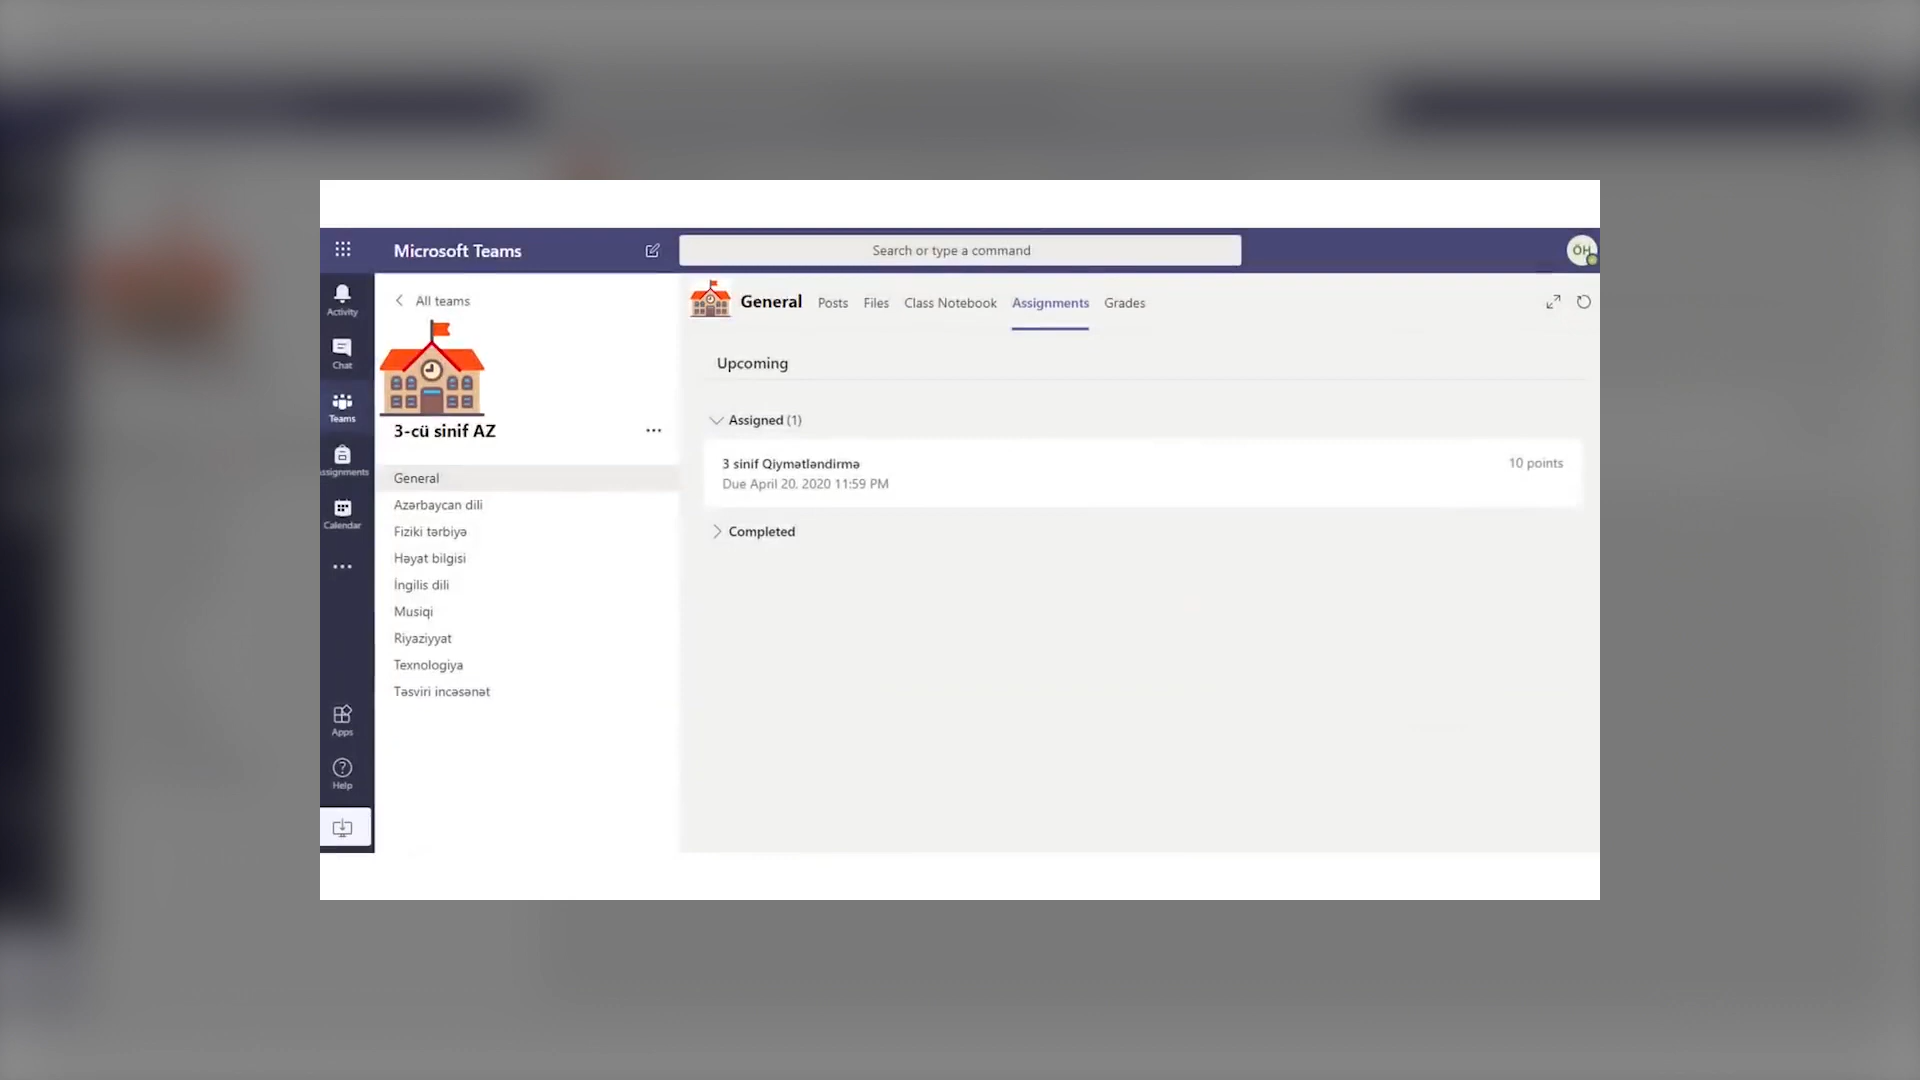 Microsoft Teams
Search or type a command
ÖH
Activity
Chat
Teams
ssignments
Calendar
Apps
Help
All teams
3-cü sinif AZ
General
Azərbaycan dili
Fiziki tərbiyə
Həyat bilgisi
İngilis dili
Musiqi
Riyaziyyat
Texnologiya
Təsviri incəsənət
General Posts Files Class Notebook Assignments Grades
Upcoming
Assigned (1)
3 sinif Qiymətləndirmə 10 points
Due April 20, 2020 11:59 PM
Completed